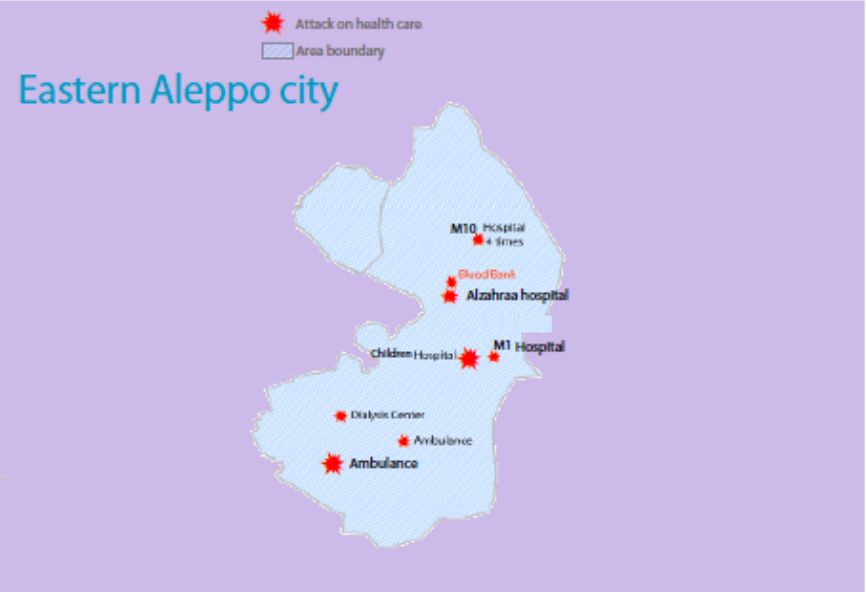 Attack on health care
Area boundary
Eastern Aleppo city
M10 Hospital
4 times
Blood Bank
Alzahraa hospital
M1 Hospital
Children Hospital
Dialysis Center
Ambulance
Ambulance